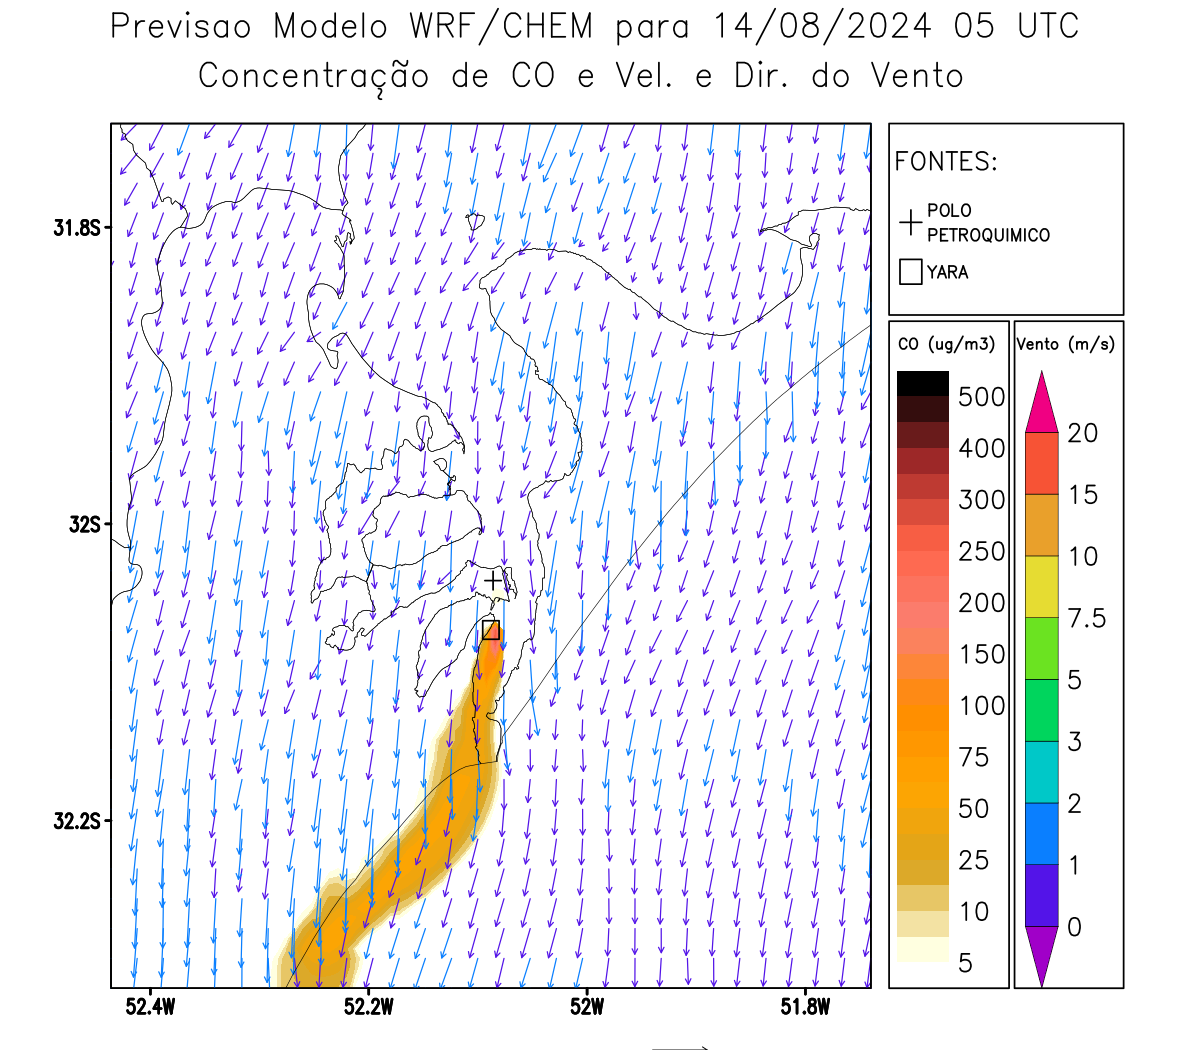 Previsao Modelo WRF/CHEM para 14/08/2024 05 UTC
Concentração de CO e Vel. e Dir. do Vento
FONTES:
POLO
PETROQUIMICO
YARA
CO (ug/m3)
500
400
300
250
200
150
100
75
50
25
10
5
Vento (m/s)
20
15
10
7.5
5
3
2
1
0
31.8S
32S
32.2S
52.4W
52.2W
52W
51.8W